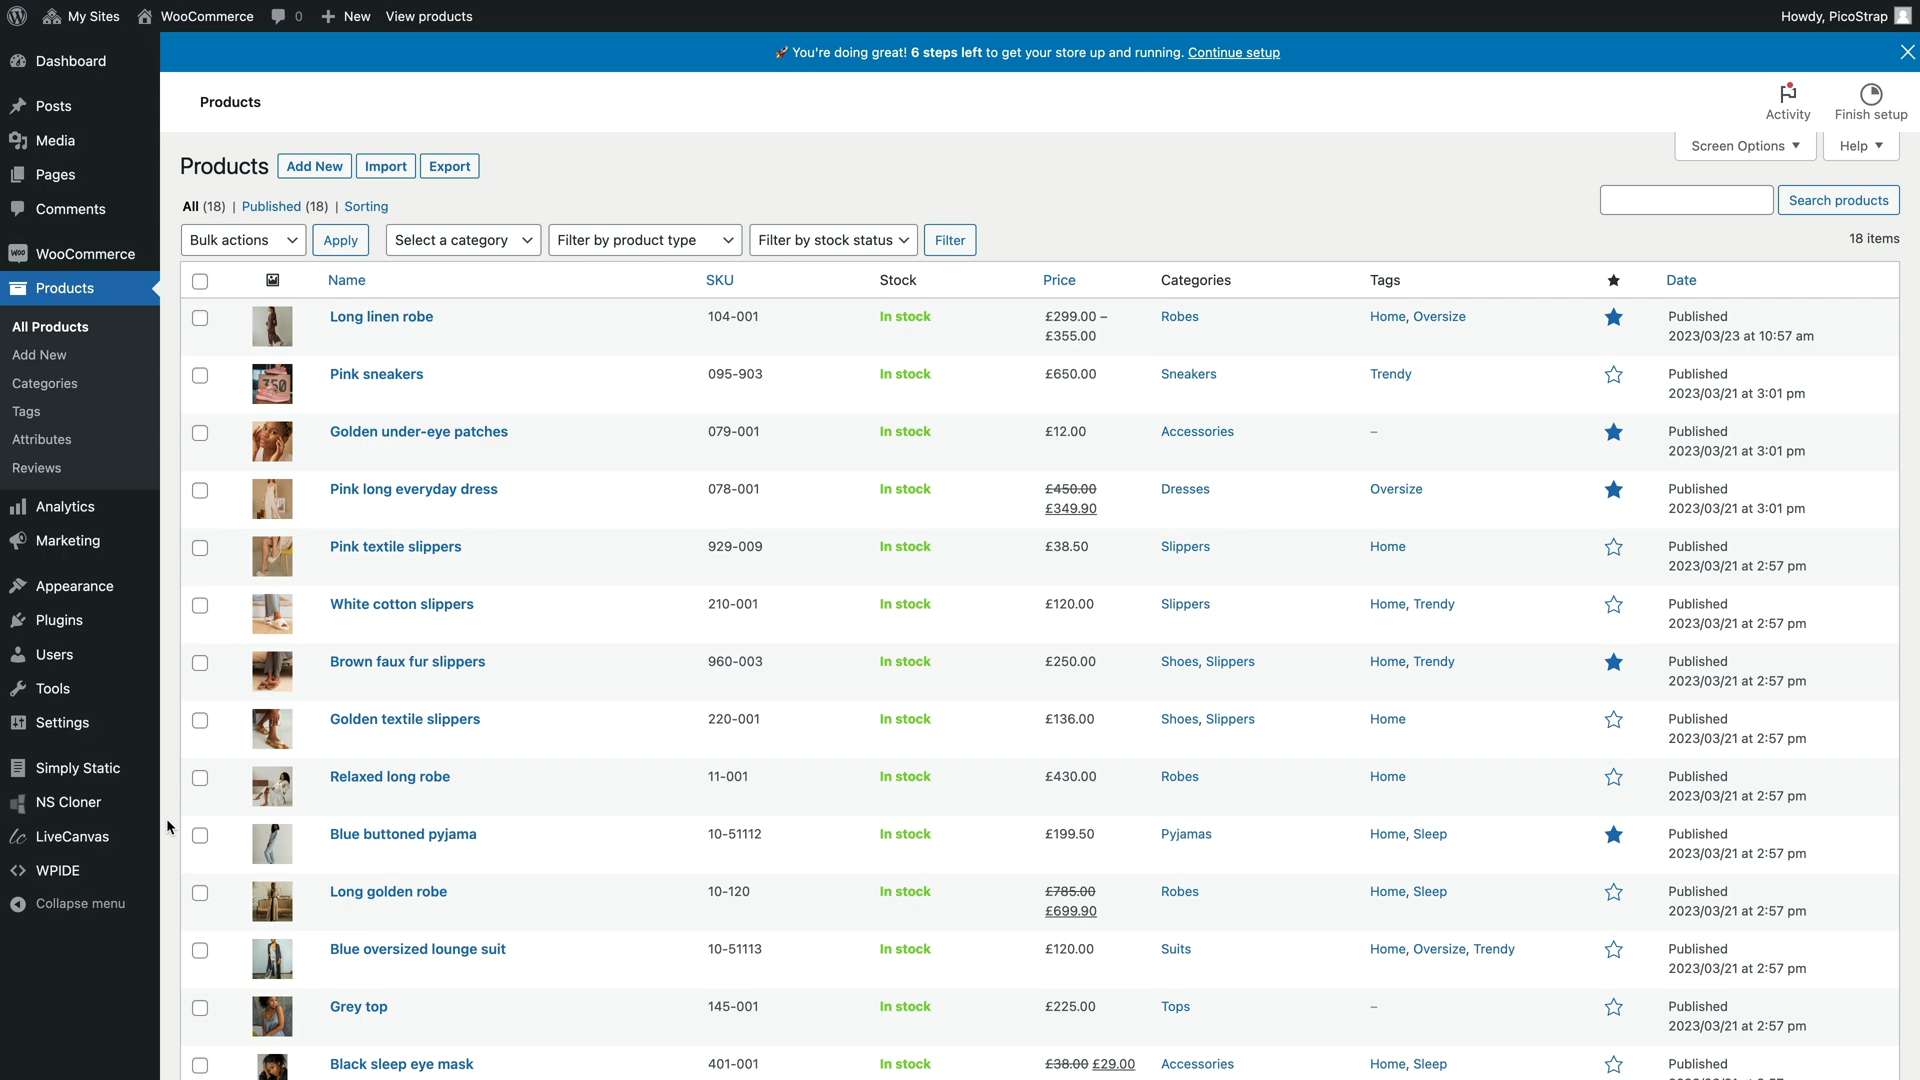 My Sites WooCommerce 0 New View products Howdy, PicoStrap
🚀 You're doing great! 6 steps left to get your store up and running. Continue setup
Dashboard
Posts
Media
Pages
Comments
WooCommerce
Products
All Products
Add New
Categories
Tags
Attributes
Reviews
Analytics
Marketing
Appearance
Plugins
Users
Tools
Settings
Simply Static
NS Cloner
LiveCanvas
WPIDE
Collapse menu
Products
Activity Finish setup
Screen Options Help
Products Add New Import Export
All (18) | Published (18) | Sorting
Search products
Bulk actions Apply Select a category Filter by product type Filter by stock status Filter
18 items
Name SKU Stock Price Categories Tags Date
Long linen robe 104-001 In stock £299.00 – Robes Home, Oversize Published
£355.00 2023/03/23 at 10:57 am
Pink sneakers 095-903 In stock £650.00 Sneakers Trendy Published
2023/03/21 at 3:01 pm
Golden under-eye patches 079-001 In stock £12.00 Accessories – Published
2023/03/21 at 3:01 pm
Pink long everyday dress 078-001 In stock £450.00 Dresses Oversize Published
£349.90 2023/03/21 at 3:01 pm
Pink textile slippers 929-009 In stock £38.50 Slippers Home Published
2023/03/21 at 2:57 pm
White cotton slippers 210-001 In stock £120.00 Slippers Home, Trendy Published
2023/03/21 at 2:57 pm
Brown faux fur slippers 960-003 In stock £250.00 Shoes, Slippers Home, Trendy Published
2023/03/21 at 2:57 pm
Golden textile slippers 220-001 In stock £136.00 Shoes, Slippers Home Published
2023/03/21 at 2:57 pm
Relaxed long robe 11-001 In stock £430.00 Robes Home Published
2023/03/21 at 2:57 pm
Blue buttoned pyjama 10-51112 In stock £199.50 Pyjamas Home, Sleep Published
2023/03/21 at 2:57 pm
Long golden robe 10-120 In stock £785.00 Robes Home, Sleep Published
£699.90 2023/03/21 at 2:57 pm
Blue oversized lounge suit 10-51113 In stock £120.00 Suits Home, Oversize, Trendy Published
2023/03/21 at 2:57 pm
Grey top 145-001 In stock £225.00 Tops – Published
2023/03/21 at 2:57 pm
Black sleep eye mask 401-001 In stock £38.00 £29.00 Accessories Home, Sleep Published